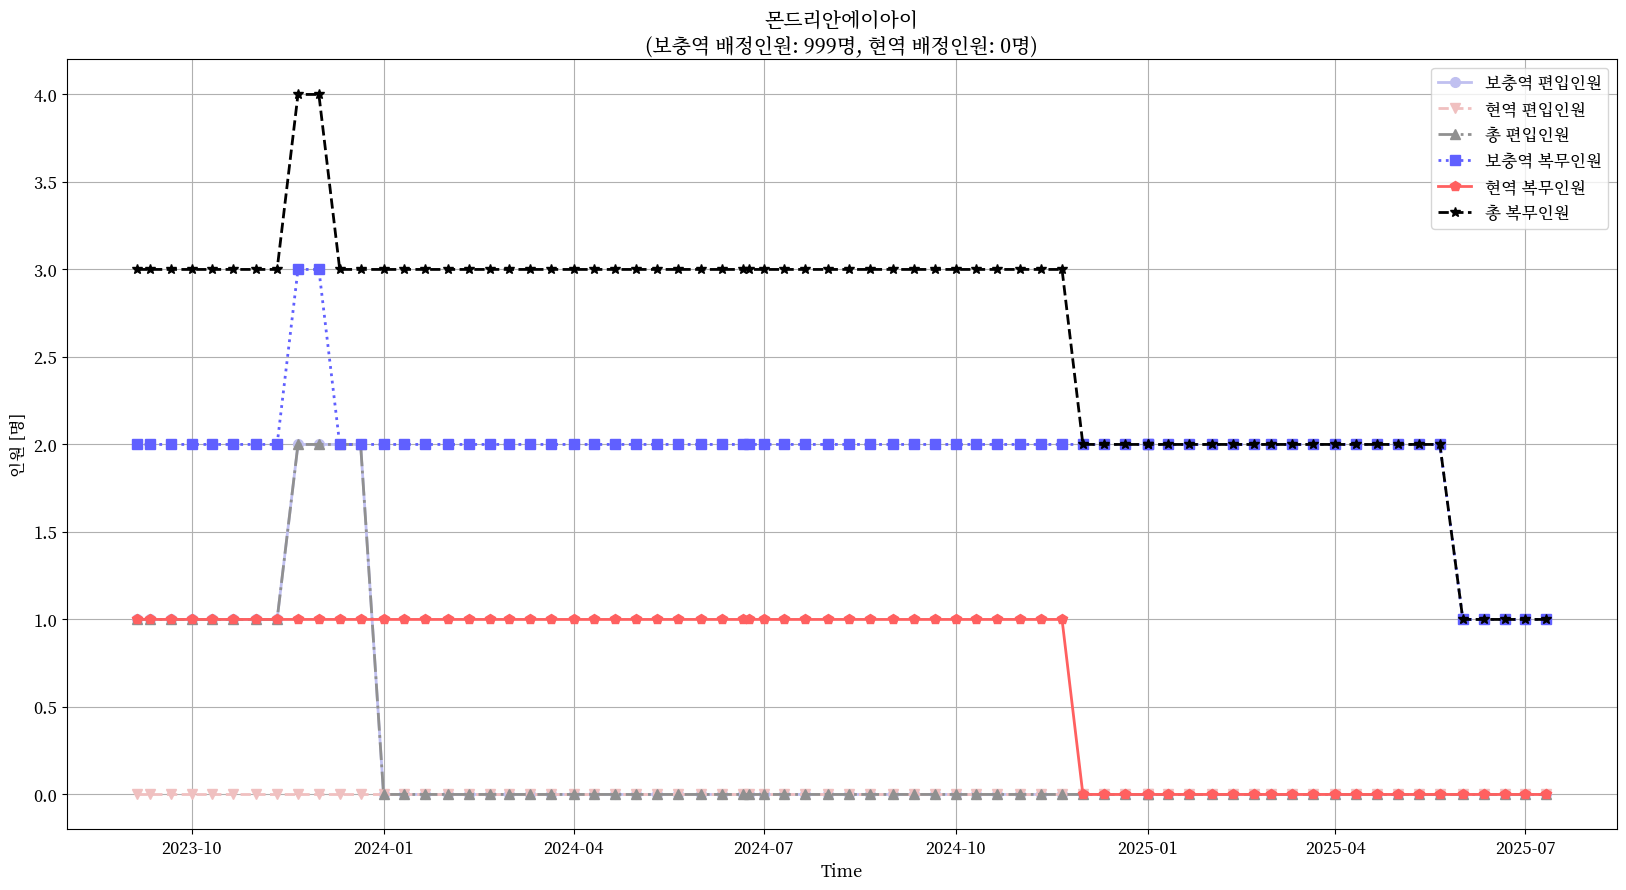 몬드리안에이아이
(보충역 배정인원: 999명, 현역 배정인원: 0명)
보충역 편입인원
현역 편입인원
총 편입인원
보충역 복무인원
현역 복무인원
총 복무인원
인원 [명]
4.0
3.5
3.0
2.5
2.0
1.5
1.0
0.5
0.0
2023-10
2024-01
2024-04
2024-07
2024-10
2025-01
2025-04
2025-07
Time